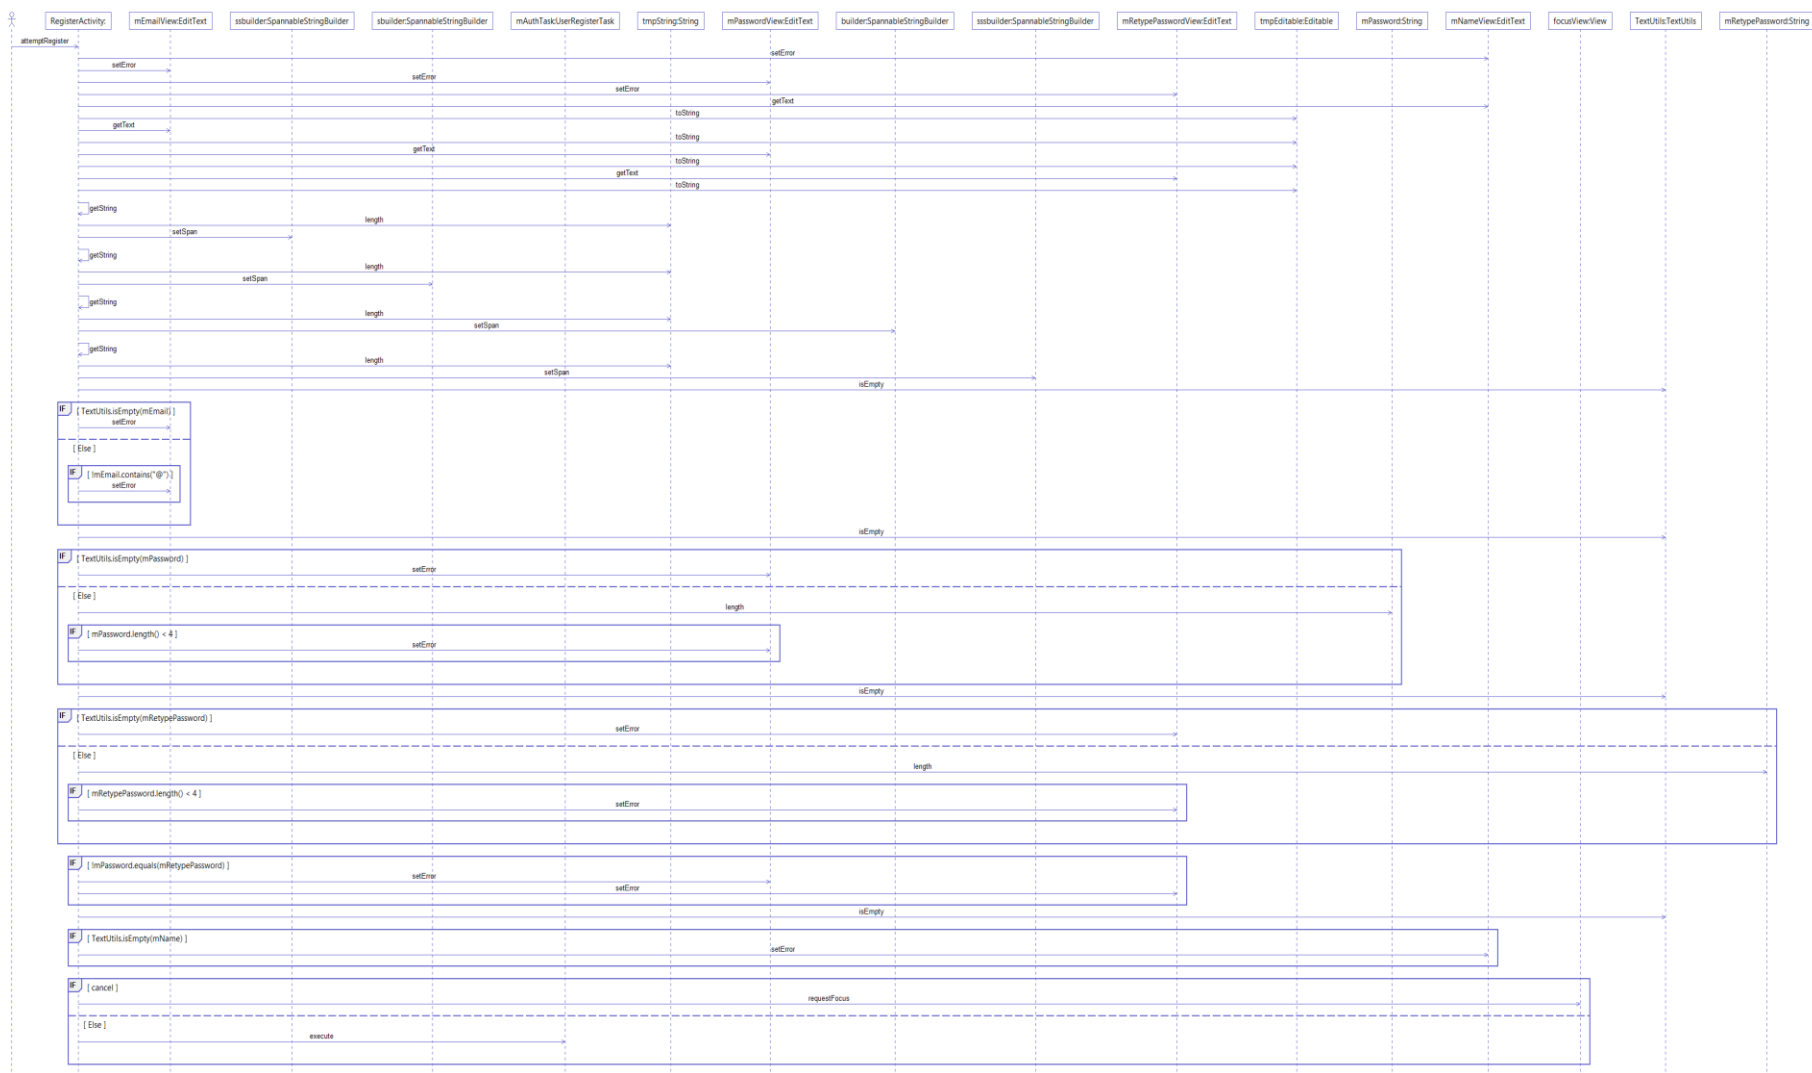 RegisterActivity: mEmailView:EditText ssbuilder:SpannableStringBuilder sbuilder:SpannableStringBuilder mAuthTask:UserRegisterTask tmpString:String mPasswordView:EditText builder:SpannableStringBuilder sssbuilder:SpannableStringBuilder mRetypePasswordView:EditText tmpEditable:Editable mPassword:String mNameView:EditText focusView:View TextUtils:TextUtils mRetypePassword:String
attemptRegister
setError
setError
setError
setError
getText
toString
getText
toString
getText
toString
getText
toString
getString
length
setSpan
getString
length
setSpan
getString
length
setSpan
getString
length
setSpan
isEmpty
IF [ TextUtils.isEmpty(mEmail) ]
setError
[ Else ]
IF [ !mEmail.contains("@") ]
setError
isEmpty
IF [ TextUtils.isEmpty(mPassword) ]
setError
[ Else ]
length
IF [ mPassword.length() < 4 ]
setError
isEmpty
IF [ TextUtils.isEmpty(mRetypePassword) ]
setError
[ Else ]
length
IF [ mRetypePassword.length() < 4 ]
setError
IF [ !mPassword.equals(mRetypePassword) ]
setError
setError
isEmpty
IF [ TextUtils.isEmpty(mName) ]
setError
IF [ cancel ]
requestFocus
[ Else ]
execute